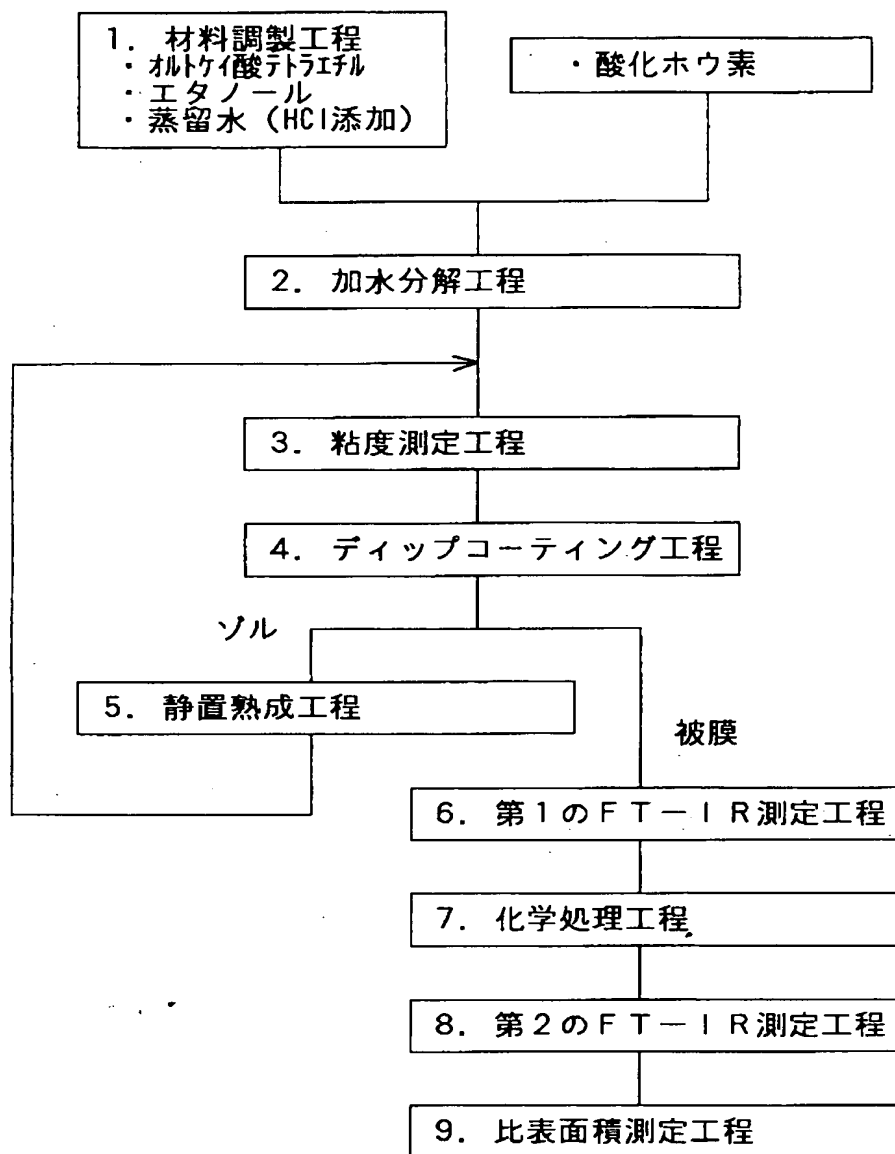 1. 材料調製工程
・オルトケイ酸テトラエチル
・エタノール
・蒸留水（HCl添加）
・酸化ホウ素
2. 加水分解工程
3. 粘度測定工程
4. ディップコーティング工程
ゾル
5. 静置熟成工程
被膜
6. 第1のFT－IR測定工程
7. 化学処理工程
8. 第2のFT－IR測定工程
9. 比表面積測定工程